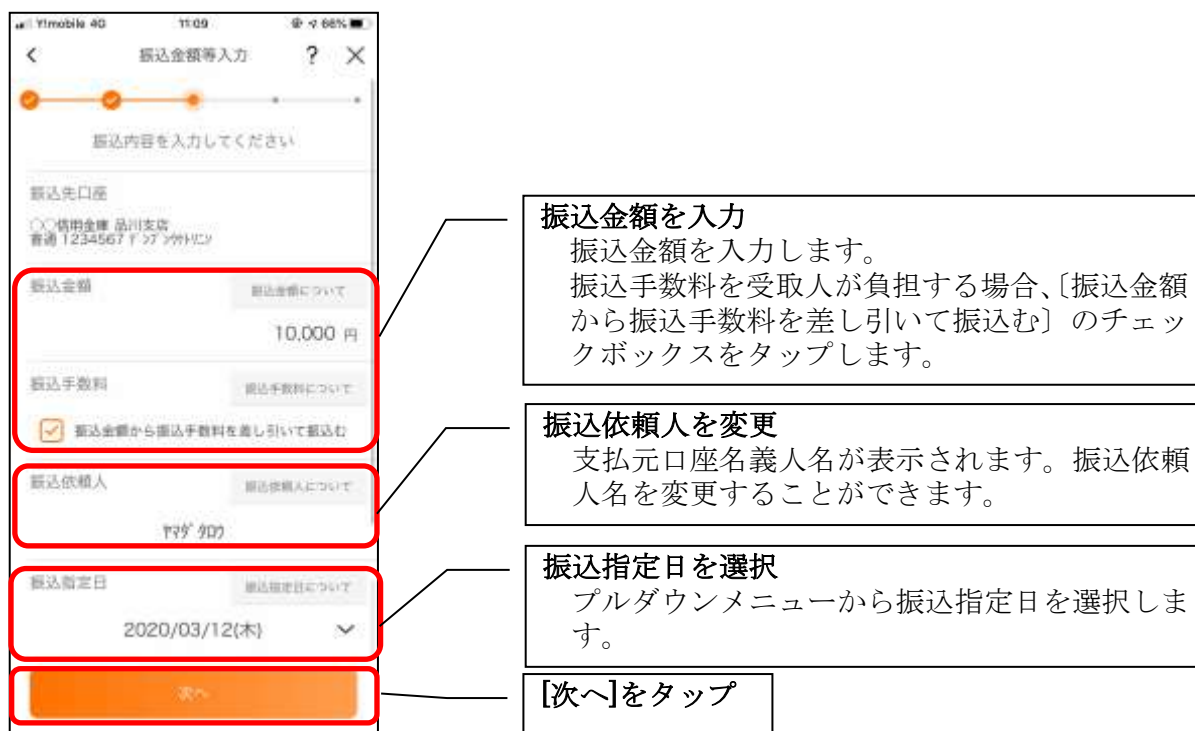 Y!mobile 4G 11:09 66%
振込金額等入力 ? ×
振込内容を入力してください
振込先口座
○○信用金庫 品川支店
普通 1234567
振込金額 振込金額について
10,000 円
振込手数料 振込手数料について
振込金額から振込手数料を差し引いて振込む
振込依頼人 振込依頼人について
ﾔﾏﾀﾞ ﾀﾛｳ
振込指定日 振込指定日について
2020/03/12(木)
次へ
振込金額を入力
振込金額を入力します。
振込手数料を受取人が負担する場合、〔振込金額
から振込手数料を差し引いて振込む〕のチェッ
クボックスをタップします。
振込依頼人を変更
支払元口座名義人名が表示されます。振込依頼
人名を変更することができます。
振込指定日を選択
プルダウンメニューから振込指定日を選択しま
す。
[次へ]をタップ